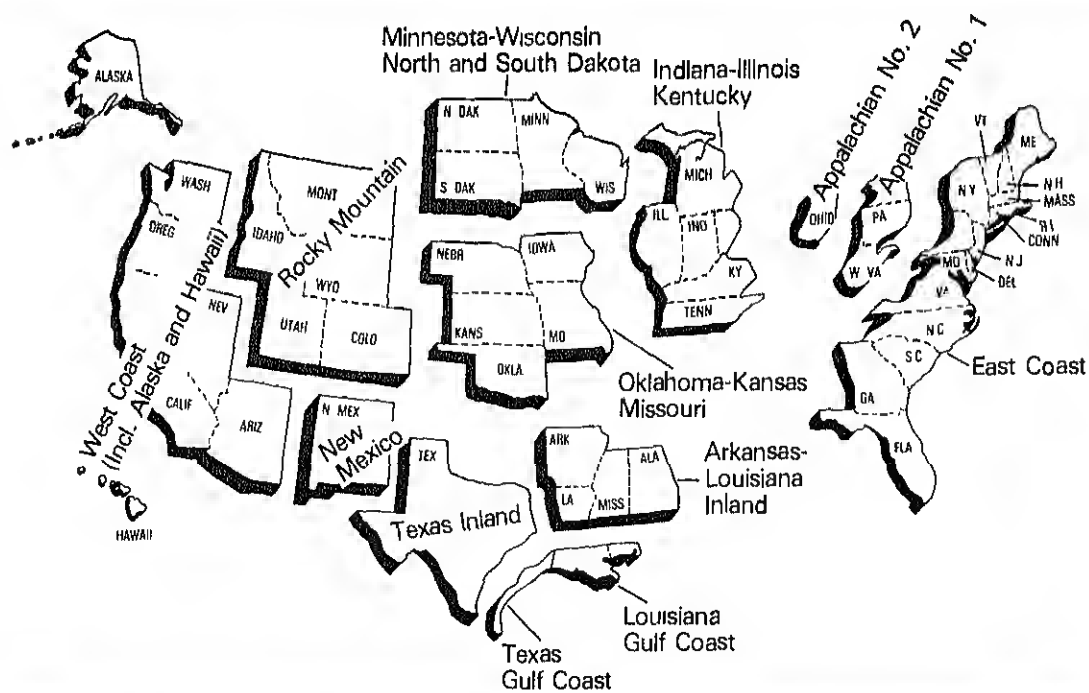 Minnesota-Wisconsin
North and South Dakota
Indiana-Illinois
Kentucky
Appalachian No. 2
Appalachian No. 1
ALASKA
WASH
OREG
NEV
CALIF
ARIZ
West Coast
(Incl. Alaska and Hawaii)
HAWAII
MONT
IDAHO
WYO
UTAH
COLO
Rocky Mountain
N MEX
New
Mexico
N DAK
MINN
S DAK
WIS
NEBR
IOWA
KANS
MO
OKLA
Oklahoma-Kansas
Missouri
MICH
ILL
IND
KY
TENN
OHIO
PA
W VA
VT
ME
NY
NH
MASS
RI
CONN
NJ
MD
DEL
VA
NC
SC
GA
FLA
East Coast
TEX
Texas Inland
ARK
LA
MISS
ALA
Arkansas-
Louisiana
Inland
Louisiana
Gulf Coast
Texas
Gulf Coast